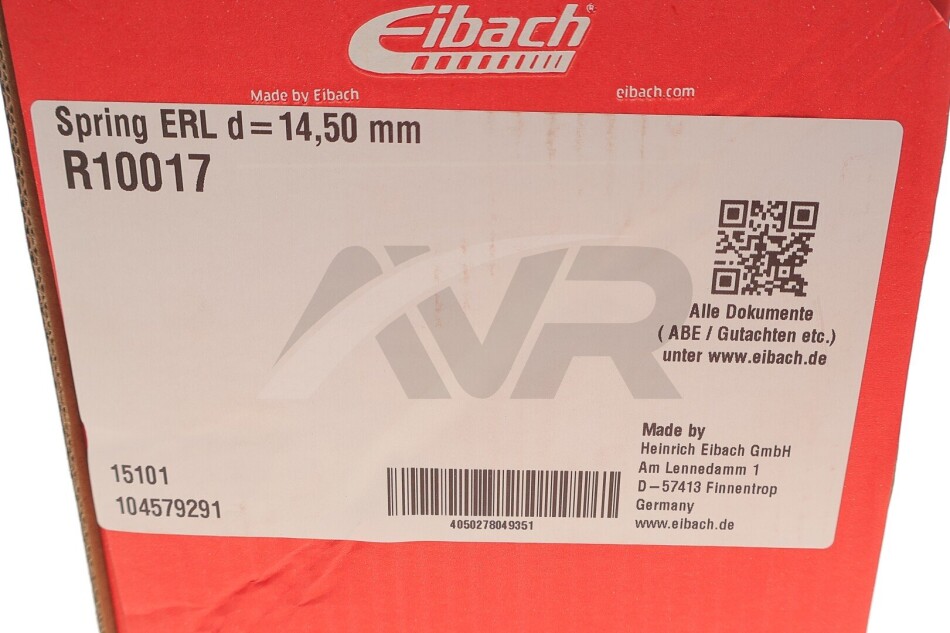 Eibach®
Made by Eibach
eibach.com
Spring ERL d=14,50 mm
R10017
AVR
Alle Dokumente
( ABE / Gutachten etc.)
unter www.eibach.de
Made by
Heinrich Eibach GmbH
Am Lennedamm 1
D-57413 Finnentrop
Germany
www.eibach.de
15101
104579291
4050278049351